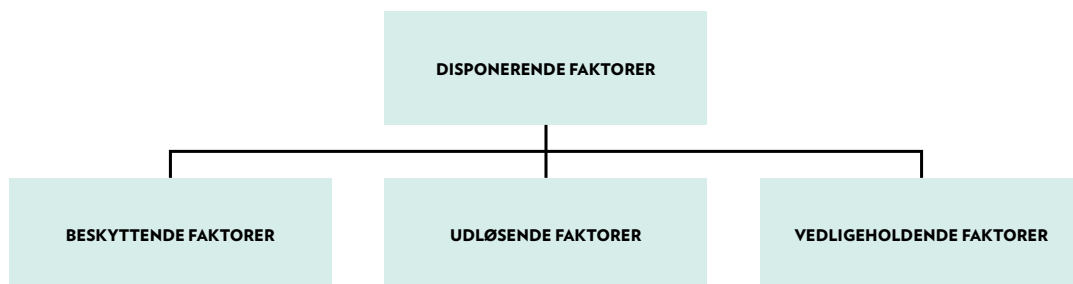 DISPONERENDE FAKTORER
BESKYTTENDE FAKTORER
UDLØSENDE FAKTORER
VEDLIGEHOLDENDE FAKTORER